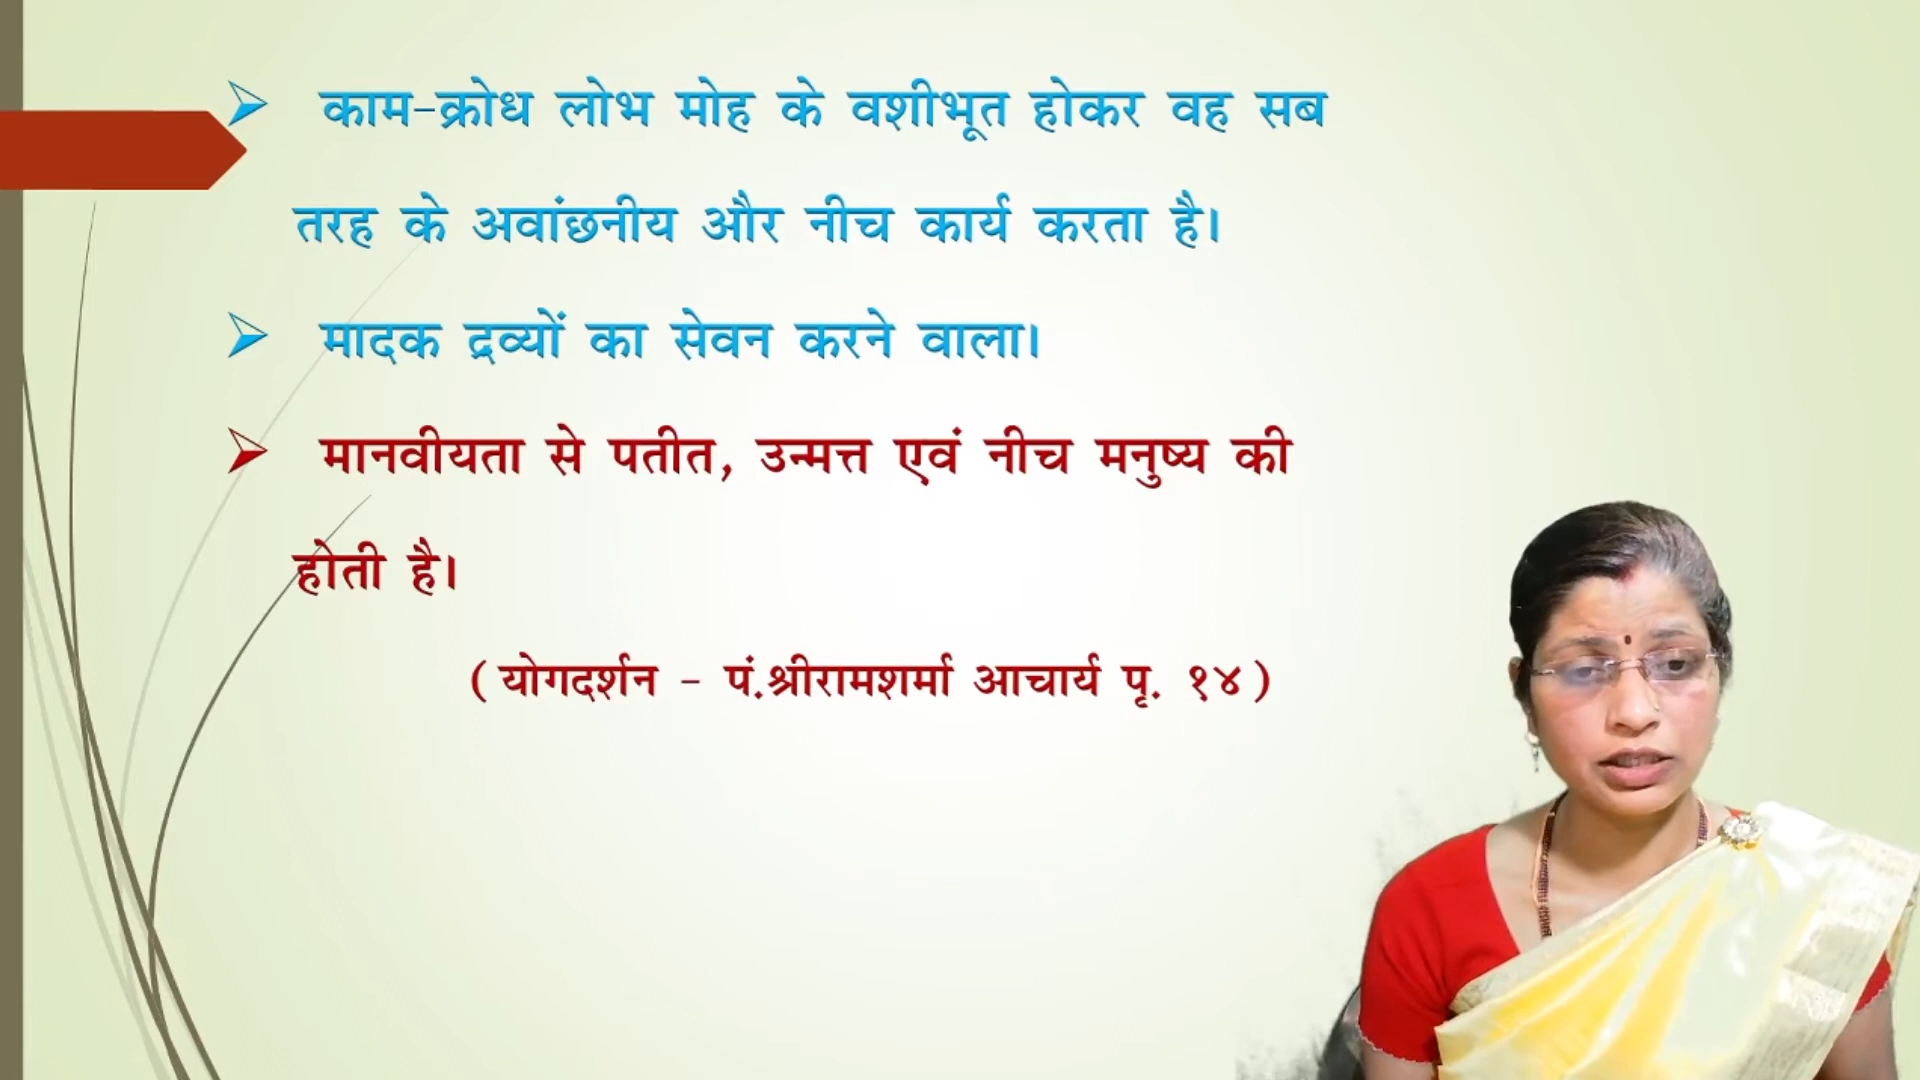 काम-क्रोध लोभ मोह के वशीभूत होकर वह सब
तरह के अवांछनीय और नीच कार्य करता है।
मादक द्रव्यों का सेवन करने वाला।
मानवीयता से पतीत, उन्मत्त एवं नीच मनुष्य की
होती है।
(योगदर्शन - पं.श्रीरामशर्मा आचार्य पृ. १४)